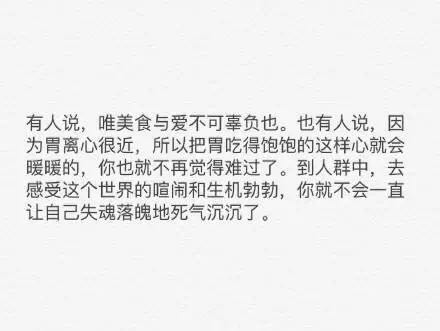 有人说，唯美食与爱不可辜负也。也有人说，因
为胃离心很近，所以把胃吃得饱饱的这样心就会
暖暖的，你也就不再觉得难过了。到人群中，去
感受这个世界的喧闹和生机勃勃，你就不会一直
让自己失魂落魄地死气沉沉了。